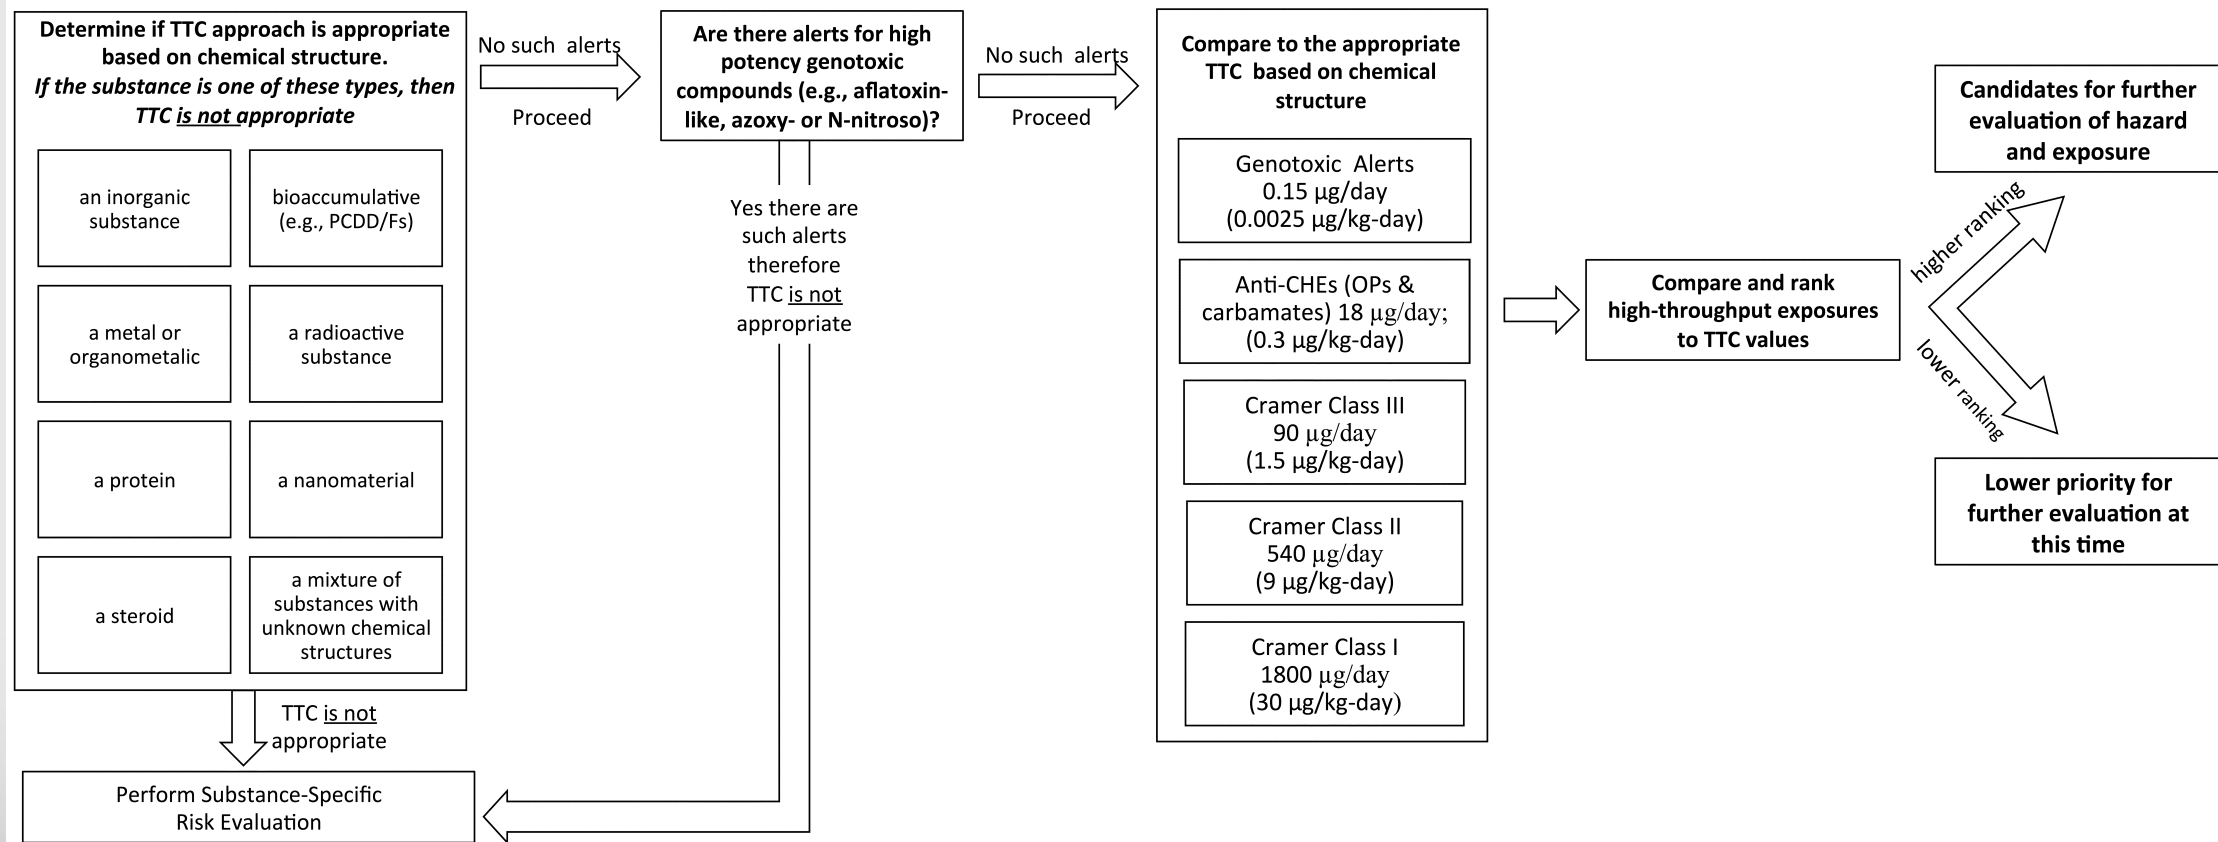 Determine if TTC approach is appropriate
based on chemical structure.
If the substance is one of these types, then
TTC is not appropriate
an inorganic
substance
bioaccumulative
(e.g., PCDD/Fs)
a metal or
organometalic
a radioactive
substance
a protein
a nanomaterial
a steroid
a mixture of
substances with
unknown chemical
structures
TTC is not
appropriate
Perform Substance-Specific
Risk Evaluation
No such alerts
Proceed
Are there alerts for high
potency genotoxic
compounds (e.g., aflatoxin-
like, azoxy- or N-nitroso)?
Yes there are
such alerts
therefore
TTC is not
appropriate
No such alerts
Proceed
Compare to the appropriate
TTC based on chemical
structure
Genotoxic Alerts
0.15 µg/day
(0.0025 µg/kg-day)
Anti-CHEs (OPs &
carbamates) 18 µg/day;
(0.3 µg/kg-day)
Cramer Class III
90 µg/day
(1.5 µg/kg-day)
Cramer Class II
540 µg/day
(9 µg/kg-day)
Cramer Class I
1800 µg/day
(30 µg/kg-day)
Compare and rank
high-throughput exposures
to TTC values
higher ranking
lower ranking
Candidates for further
evaluation of hazard
and exposure
Lower priority for
further evaluation at
this time